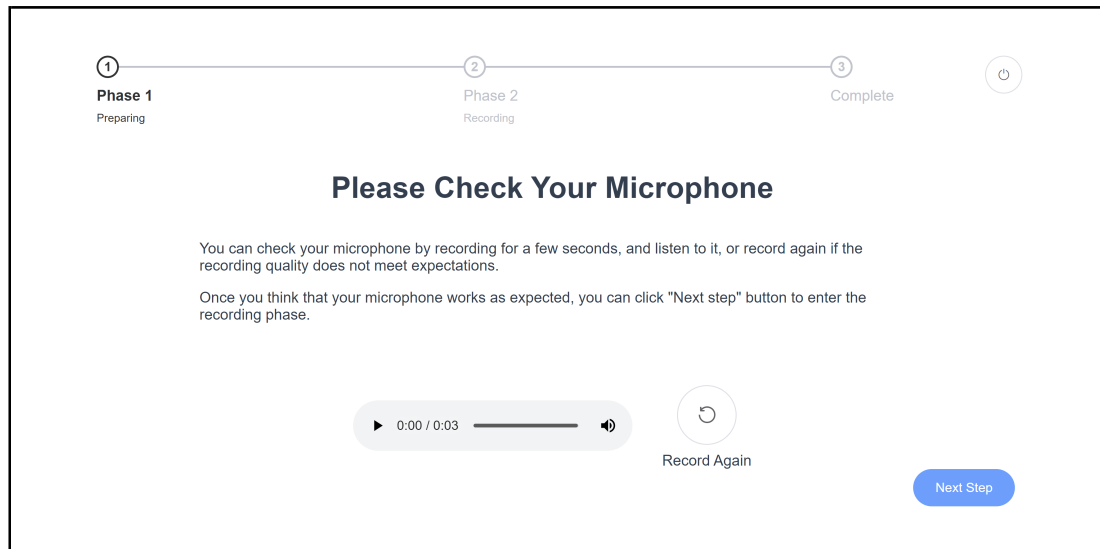 1
2
3
Phase 1
Phase 2
Complete
Preparing
Recording
Please Check Your Microphone
You can check your microphone by recording for a few seconds, and listen to it, or record again if the
recording quality does not meet expectations.
Once you think that your microphone works as expected, you can click "Next step" button to enter the
recording phase.
0:00 / 0:03
Record Again
Next Step